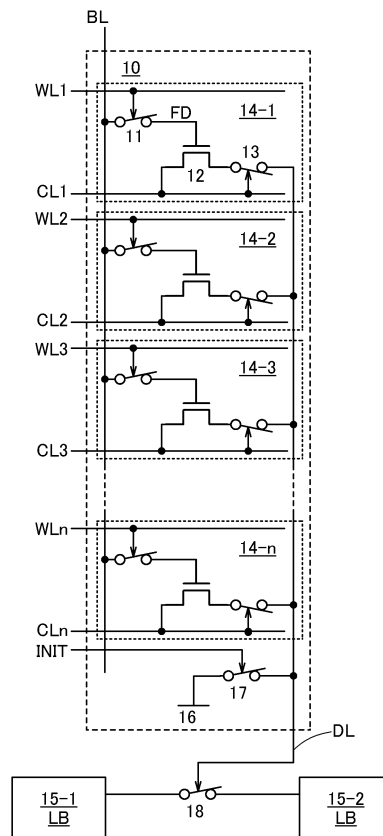 BL
10
WL1
14-1
FD
11
13
12
CL1
WL2
14-2
CL2
WL3
14-3
CL3
WLn
14-n
CLn
INIT
17
16
DL
15-1
LB
18
15-2
LB